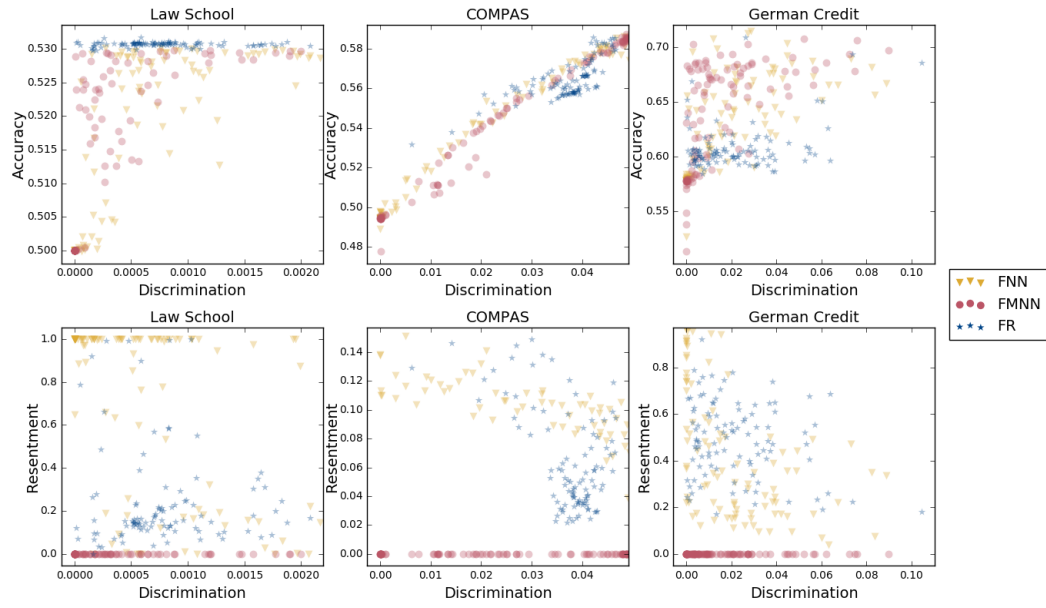 Law School
COMPAS
German Credit
0.530
0.525
0.520
0.515
0.510
0.505
0.500
Accuracy
0.58
0.56
0.54
0.52
0.50
0.48
Accuracy
0.70
0.65
0.60
0.55
Accuracy
0.0000 0.0005 0.0010 0.0015 0.0020
0.00 0.01 0.02 0.03 0.04
0.00 0.02 0.04 0.06 0.08 0.10
Discrimination
Discrimination
Discrimination
FNN
FMNN
FR
Law School
COMPAS
German Credit
1.0
0.8
0.6
0.4
0.2
0.0
Resentment
0.14
0.12
0.10
0.08
0.06
0.04
0.02
0.00
Resentment
0.8
0.6
0.4
0.2
0.0
Resentment
0.0000 0.0005 0.0010 0.0015 0.0020
0.00 0.01 0.02 0.03 0.04
0.00 0.02 0.04 0.06 0.08 0.10
Discrimination
Discrimination
Discrimination